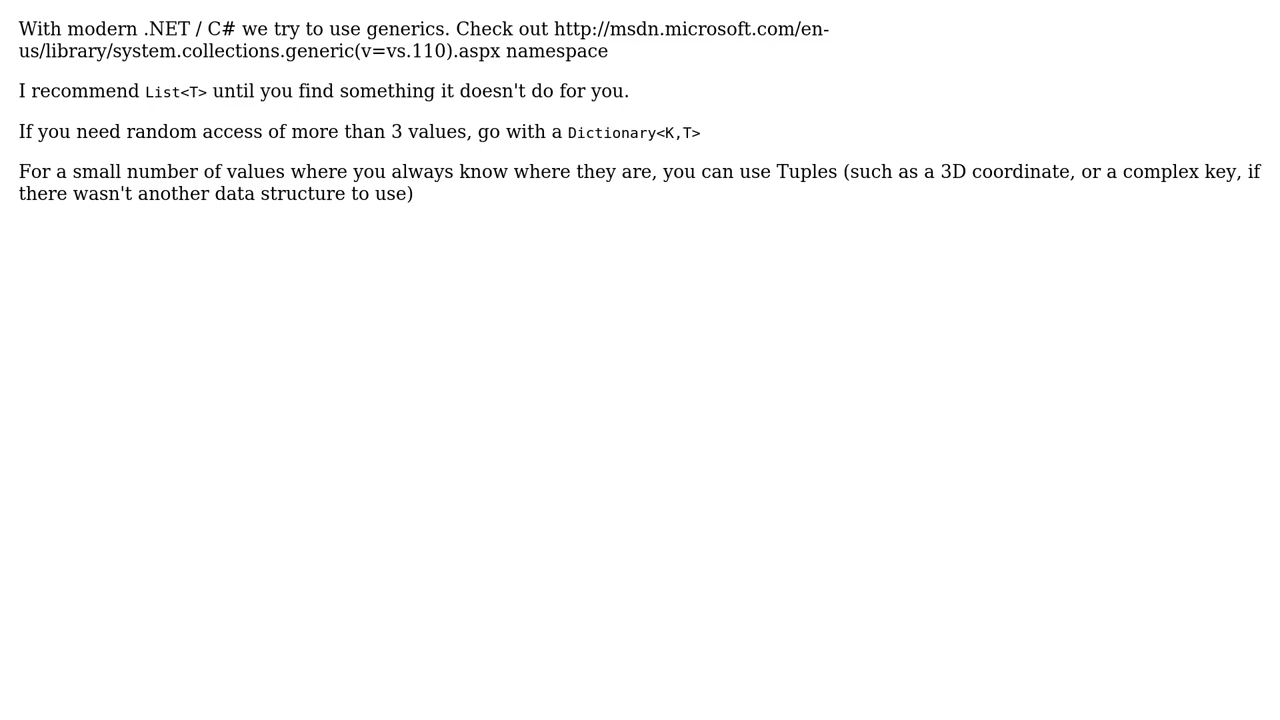 With modern .NET / C# we try to use generics. Check out http://msdn.microsoft.com/en-
us/library/system.collections.generic(v=vs.110).aspx namespace
I recommend List<T> until you find something it doesn't do for you.
If you need random access of more than 3 values, go with a Dictionary<K,T>
For a small number of values where you always know where they are, you can use Tuples (such as a 3D coordinate, or a complex key, if
there wasn't another data structure to use)